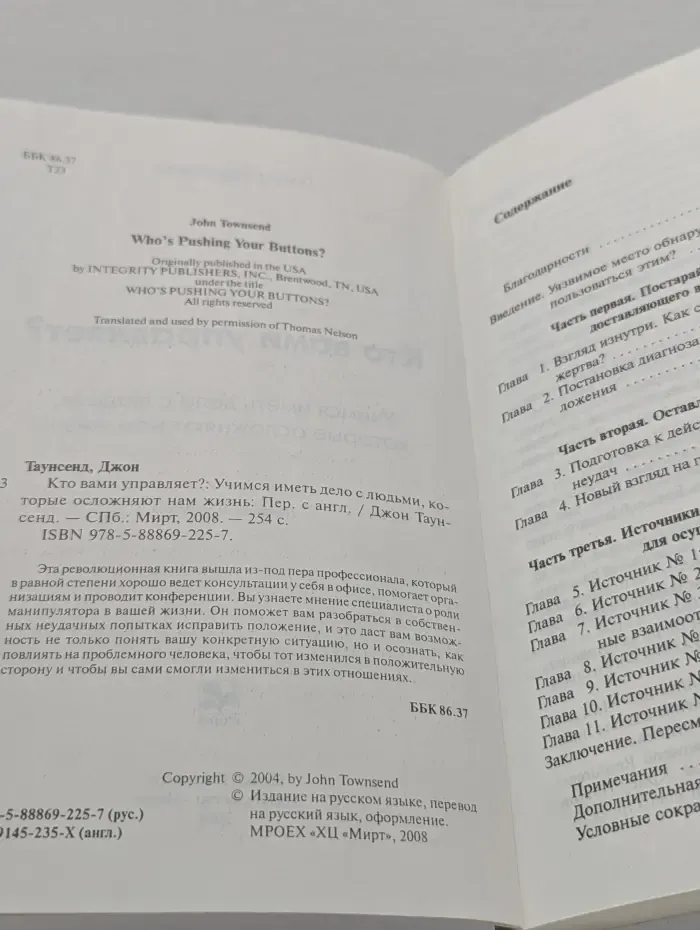 ББК 86.37
Т23
John Townsend
Who's Pushing Your Buttons?
Originally published in the USA
by INTEGRITY PUBLISHERS, INC., Brentwood, TN, USA
under the title
WHO'S PUSHING YOUR BUTTONS?
All rights reserved
Translated and used by permission of Thomas Nelson
Таунсенд, Джон
3 Кто вами управляет?: Учимся иметь дело с людьми, ко-
торые осложняют нам жизнь: Пер. с англ. / Джон Таун-
сенд. — СПб.: Мирт, 2008. — 254 с.
ISBN 978-5-88869-225-7.
Эта революционная книга вышла из-под пера профессионала, который
в равной степени хорошо ведет консультации у себя в офисе, помогает орга-
низациям и проводит конференции. Вы узнаете мнение специалиста о роли
манипулятора в вашей жизни. Он поможет вам разобраться в собствен-
ных неудачных попытках исправить положение, и это даст вам возмож-
ность не только понять вашу конкретную ситуацию, но и осознать, как
повлиять на проблемного человека, чтобы тот изменился в положительную
сторону и чтобы вы сами смогли измениться в этих отношениях.
ББК 86.37
Copyright © 2004, by John Townsend
© Издание на русском языке, перевод
на русский язык, оформление.
МРОЕХ «ХЦ «Мирт», 2008
-5-88869-225-7 (рус.)
9145-235-X (англ.)
Содержание
Благодарности . . . . . . . . . .
Введение. Уязвимое место обнару
пользоваться этим? . .
Часть первая. Постарай
доставляющего в
Глава 1. Взгляд изнутри. Как с
жертва? . . . . . . . . . .
Глава 2. Постановка диагноза
ложения . . . . . . . .
Часть вторая. Оставл
Глава 3. Подготовка к дейс
неудач . . . . . . . .
Глава 4. Новый взгляд на п
Часть третья. Источники
для осущ
Глава 5. Источник № 1
Глава 6. Источник № 2
Глава 7. Источник №
ные взаимоот
Глава 8. Источник №
Глава 9. Источник №
Глава 10. Источник №
Глава 11. Источник №
Заключение. Пересм
Примечания . . .
Дополнительная
Условные сокра